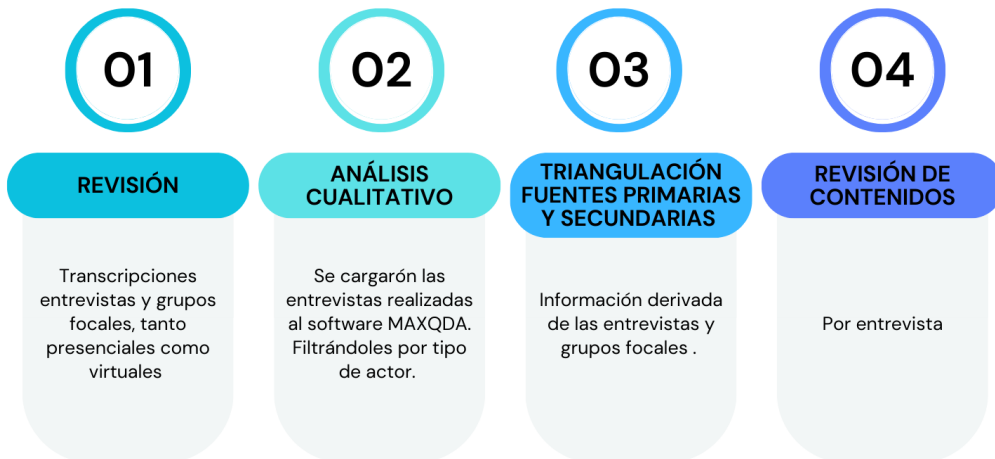 01
REVISIÓN
Transcripciones
entrevistas y grupos
focales, tanto
presenciales como
virtuales
02
ANÁLISIS
CUALITATIVO
Se cargarón las
entrevistas realizadas
al software MAXQDA.
Filtrándoles por tipo
de actor.
03
TRIANGULACIÓN
FUENTES PRIMARIAS
Y SECUNDARIAS
Información derivada
de las entrevistas y
grupos focales .
04
REVISIÓN DE
CONTENIDOS
Por entrevista